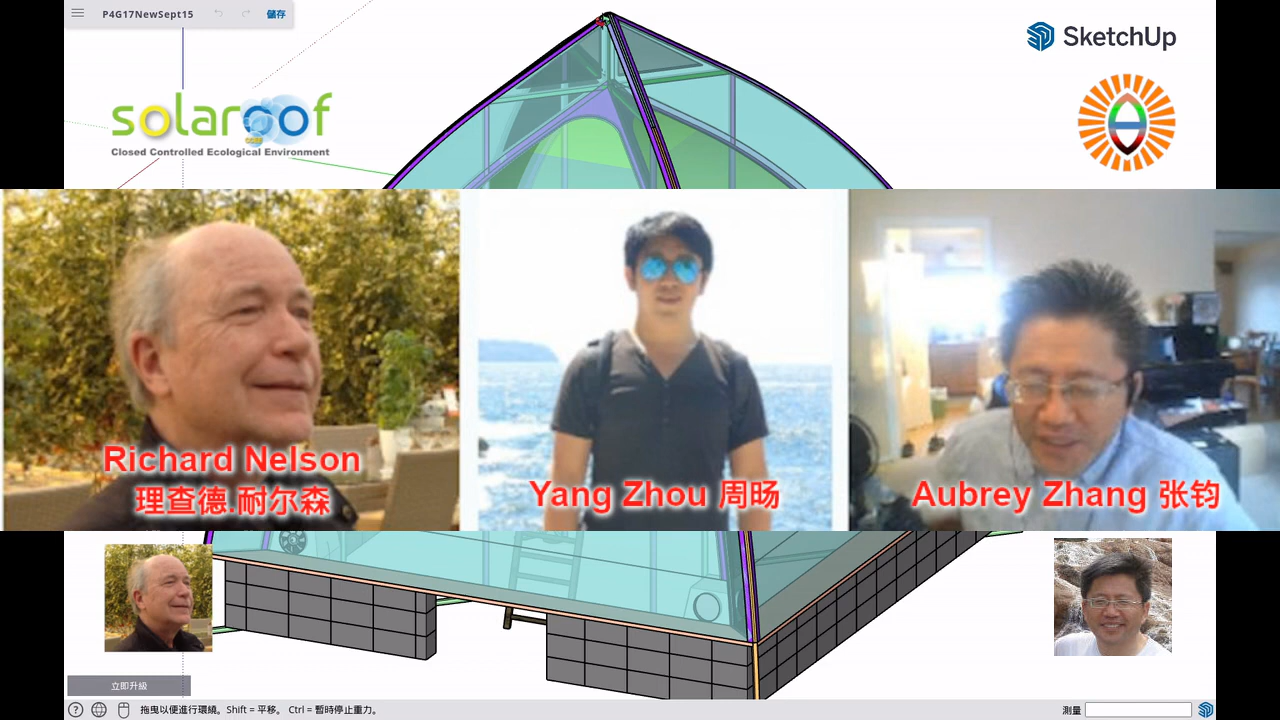 P4G17NewSept15
儲存
SketchUp
solaroof
Closed Controlled Ecological Environment
Richard Nelson
理查德.耐尔森
Yang Zhou 周旸
Aubrey Zhang 张钧
立即升級
拖曳以便進行環繞。Shift = 平移。 Ctrl = 暫時停止重力。
測量